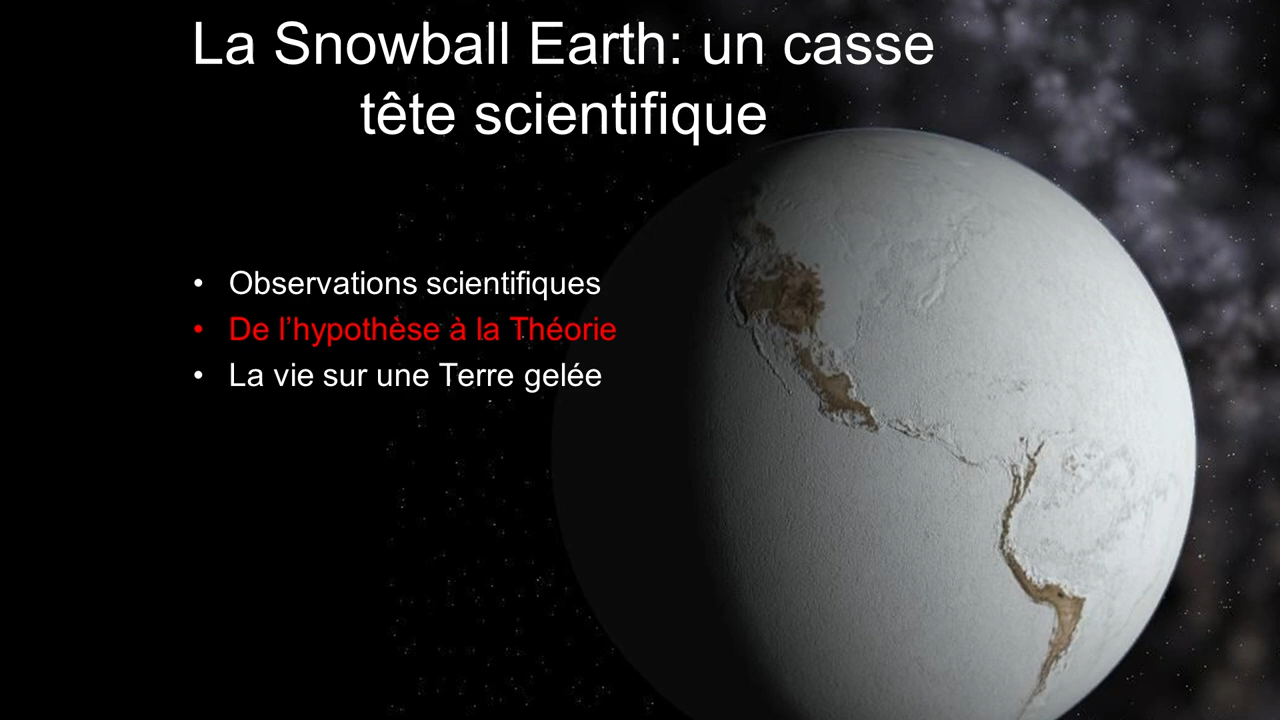 La Snowball Earth: un casse
tête scientifique
• Observations scientifiques
• De l’hypothèse à la Théorie
• La vie sur une Terre gelée